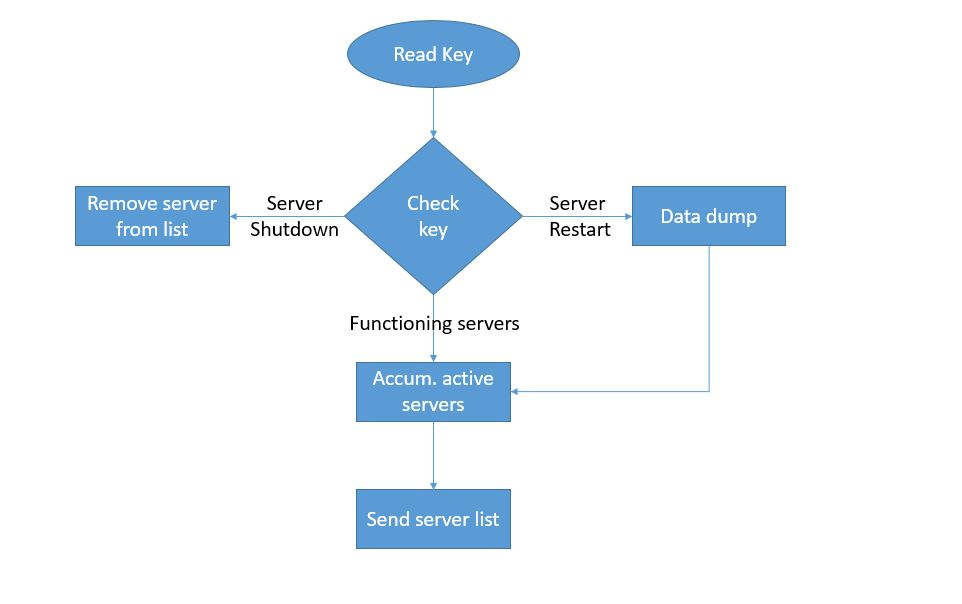 Read Key
Remove server
from list
Server
Shutdown
Check
key
Server
Restart
Data dump
Functioning servers
Accum. active
servers
Send server list